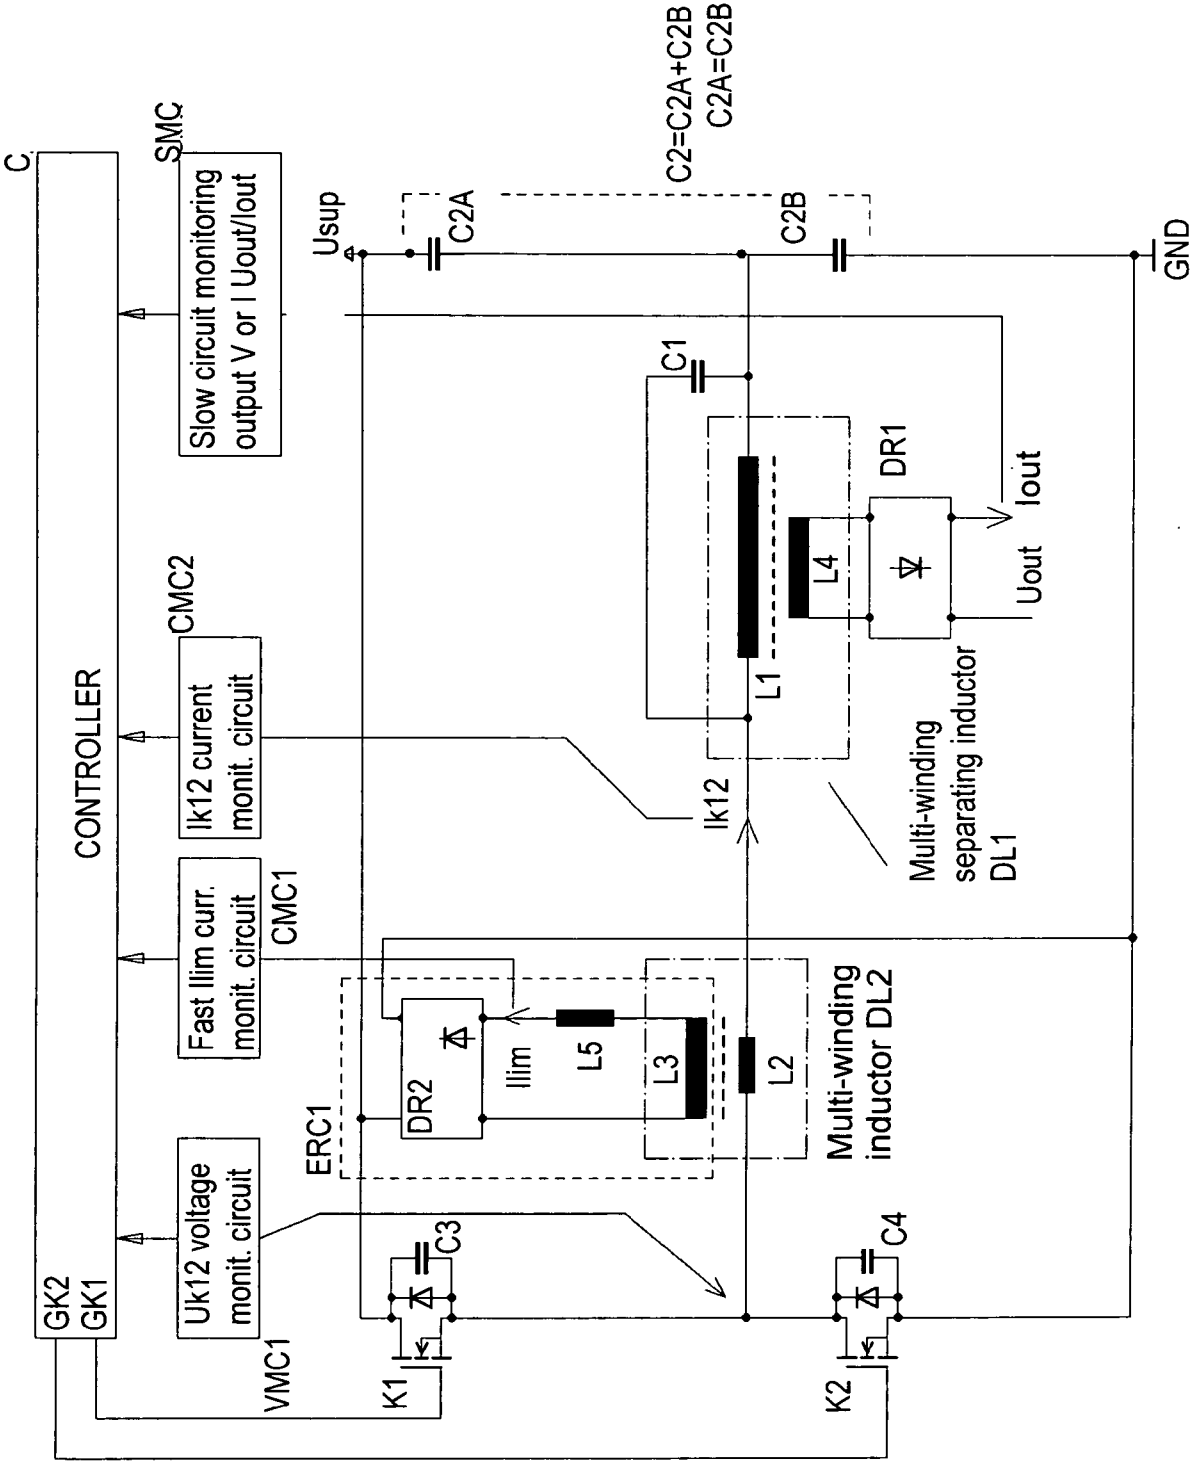 C
CONTROLLER
GK2
GK1
SMC
Slow circuit monitoring
output V or I Uout/Iout
CMC2
Ik12 current
monit. circuit
Fast Ilim curr.
monit. circuit
CMC1
Uk12 voltage
monit. circuit
VMC1
Usup
C2A
C2B
C2=C2A+C2B
C2A=C2B
GND
C1
L1
L4
DR1
Iout
Uout
Multi-winding
separating inductor
DL1
Ik12
ERC1
DR2
Ilim
L5
L3
L2
Multi-winding
inductor DL2
C3
K1
C4
K2